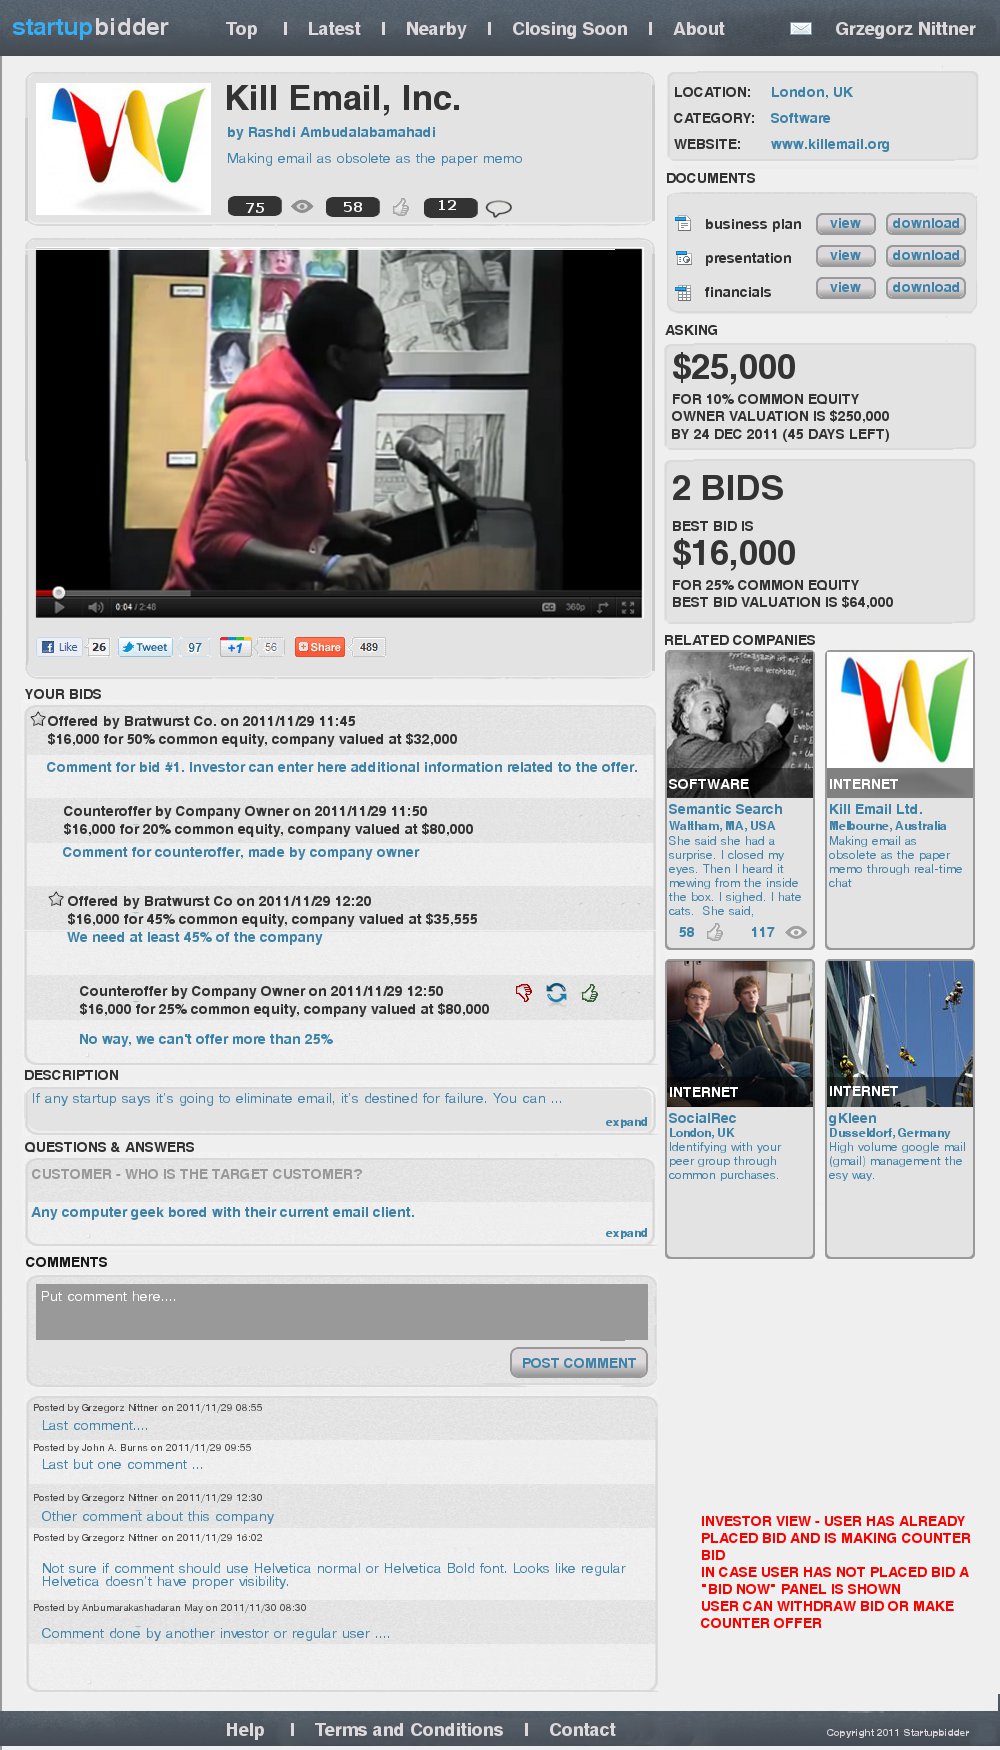 startupbidder
Top | Latest | Nearby | Closing Soon | About
Grzegorz Nittner
Kill Email, Inc.
by Rashdi Ambudalabamahadi
Making email as obsolete as the paper memo
75 58 12
LOCATION: London, UK
CATEGORY: Software
WEBSITE: www.killemail.org
DOCUMENTS
business plan view download
presentation view download
financials view download
ASKING
$25,000
FOR 10% COMMON EQUITY
OWNER VALUATION IS $250,000
BY 24 DEC 2011 (45 DAYS LEFT)
2 BIDS
BEST BID IS
$16,000
FOR 25% COMMON EQUITY
BEST BID VALUATION IS $64,000
0:04 / 2:48 CC 360p
Like 26 Tweet 97 +1 56 Share 489
YOUR BIDS
Offered by Bratwurst Co. on 2011/11/29 11:45
$16,000 for 50% common equity, company valued at $32,000
Comment for bid #1. Investor can enter here additional information related to the offer.
Counteroffer by Company Owner on 2011/11/29 11:50
$16,000 for 20% common equity, company valued at $80,000
Comment for counteroffer, made by company owner
Offered by Bratwurst Co on 2011/11/29 12:20
$16,000 for 45% common equity, company valued at $35,555
We need at least 45% of the company
Counteroffer by Company Owner on 2011/11/29 12:50
$16,000 for 25% common equity, company valued at $80,000
No way, we can't offer more than 25%
RELATED COMPANIES
SOFTWARE
Semantic Search
Waltham, MA, USA
She said she had a
surprise. I closed my
eyes. Then I heard it
mewing from the inside
the box. I sighed. I hate
cats. She said,
58 117
INTERNET
Kill Email Ltd.
Melbourne, Australia
Making email as
obsolete as the paper
memo through real-time
chat
INTERNET
SocialRec
London, UK
Identifying with your
peer group through
common purchases.
INTERNET
gKleen
Dusseldorf, Germany
High volume google mail
(gmail) management the
esy way.
DESCRIPTION
If any startup says it's going to eliminate email, it's destined for failure. You can ...
expand
QUESTIONS & ANSWERS
CUSTOMER - WHO IS THE TARGET CUSTOMER?
Any computer geek bored with their current email client.
expand
COMMENTS
Put comment here....
POST COMMENT
Posted by Grzegorz Nittner on 2011/11/29 08:55
Last comment....
Posted by John A. Burns on 2011/11/29 09:55
Last but one comment ...
Posted by Grzegorz Nittner on 2011/11/29 12:30
Other comment about this company
Posted by Grzegorz Nittner on 2011/11/29 16:02
Not sure if comment should use Helvetica normal or Helvetica Bold font. Looks like regular
Helvetica doesn't have proper visibility.
Posted by Anbumarakashadaran May on 2011/11/30 08:30
Comment done by another investor or regular user ....
INVESTOR VIEW - USER HAS ALREADY
PLACED BID AND IS MAKING COUNTER
BID
IN CASE USER HAS NOT PLACED BID A
"BID NOW" PANEL IS SHOWN
USER CAN WITHDRAW BID OR MAKE
COUNTER OFFER
Help | Terms and Conditions | Contact
Copyright 2011 Startupbidder